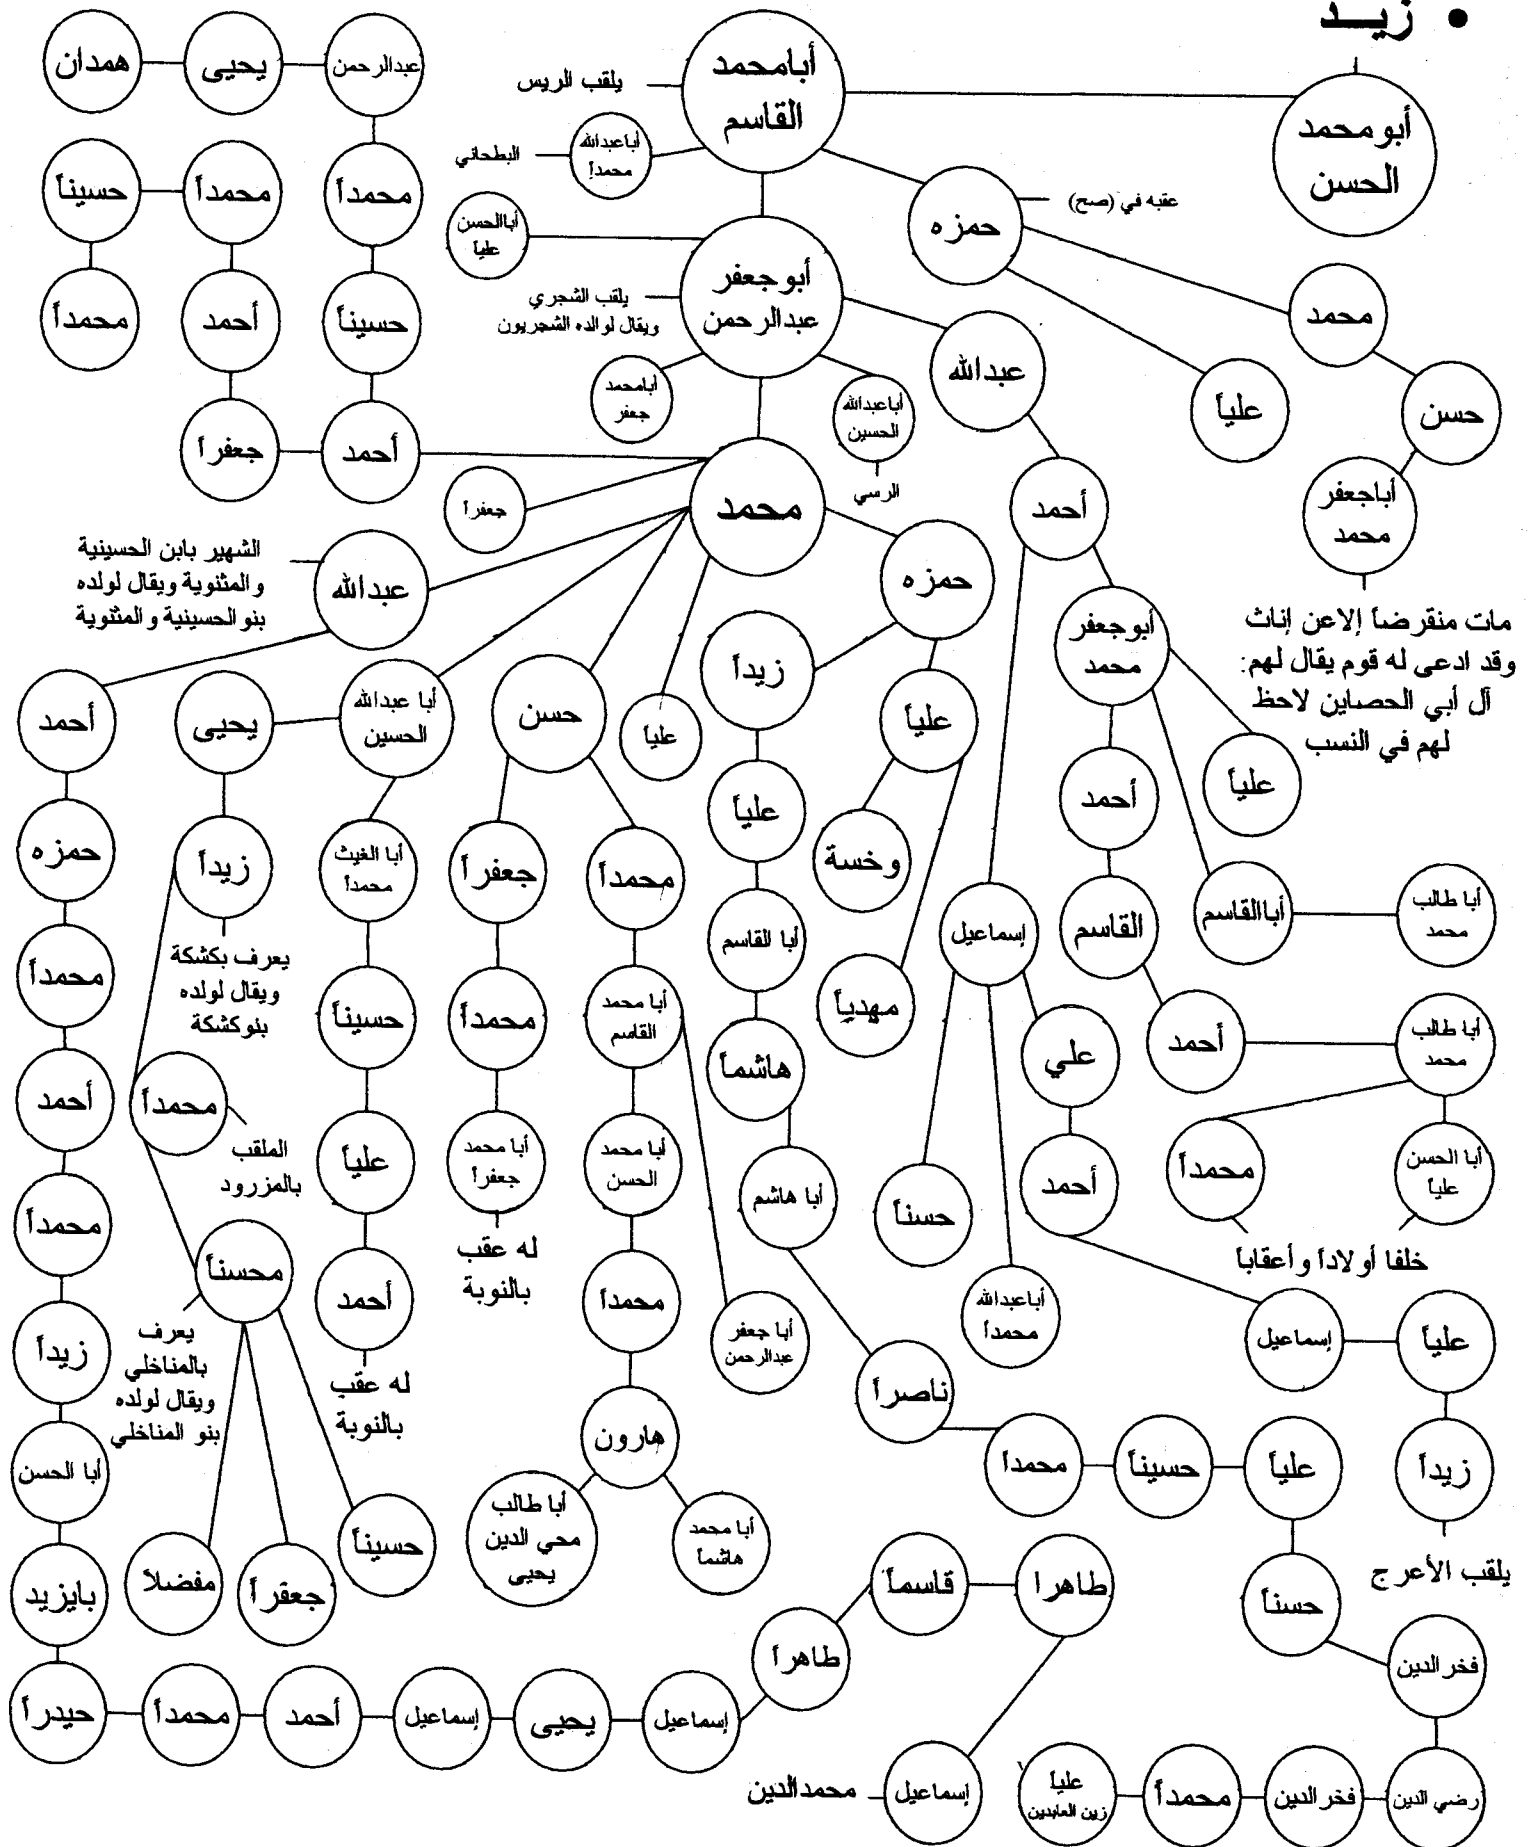 • زيــد
أبو محمد
الحسن
أبامحمد
القاسم
يلقب الريس
أباعبدالله
محمداً
البطحاني
عبدالرحمن
يحيى
همدان
محمداً
محمداً
حسيناً
حسيناً
أحمد
محمداً
أحمد
جعفراً
حمزه
عقبه في (صح)
محمد
علياً
حسن
أباجعفر
محمد
مات منقرضاً إلاعن إناث
وقد ادعى له قوم يقال لهم:
آل أبي الحصاين لاحظ
لهم في النسب
أباالحسن
علياً
أبو جعفر
عبدالرحمن
يلقب الشجري
ويقال لوالده الشجريون
أبامحمد
جعفر
أباعبدالله
الحسين
الرسي
عبدالله
أحمد
محمد
جعفراً
عبدالله
الشهير بابن الحسينية
والمثنوية ويقال لولده
بنو الحسينية والمثنوية
حمزه
أبوجعفر
محمد
زيداً
علياً
علياً
حسن
أبا عبدالله
الحسين
يحيى
أحمد
علياً
أحمد
علياً
وخسة
محمداً
جعفراً
أبا الغيث
محمداً
زيداً
حمزه
يعرف بكشكة
ويقال لولده
بنوكشكة
أبا طالب
محمد
أباالقاسم
القاسم
إسماعيل
أبا القاسم
مهدياً
أبا محمد
القاسم
محمداً
حسيناً
محمداً
أبا طالب
محمد
أحمد
علي
هاشماً
محمداً
الملقب
بالمزرود
أحمد
أبا الحسن
علياً
محمداً
خلفا أولاداً وأعقاباً
أحمد
حسناً
أبا هاشم
أبا محمد
الحسن
أبا محمد
جعفراً
له عقب
بالنوبة
علياً
محمداً
محسناً
يعرف
بالمناخلي
ويقال لولده
بنو المناخلي
أحمد
له عقب
بالنوبة
محمداً
أبا جعفر
عبدالرحمن
أباعبدالله
محمداً
إسماعيل
علياً
زيداً
يلقب الأعرج
زيداً
ناصراً
محمداً
حسيناً
علياً
حسناً
هارون
أبا طالب
محي الدين
يحيى
أبا محمد
هاشماً
أبا الحسن
حسيناً
جعقراً
مفضلاً
بايزيد
حيدراً
محمداً
أحمد
إسماعيل
يحيى
إسماعيل
طاهراً
قاسماً
طاهراً
إسماعيل
محمدالدين
فخر الدين
رضي الدين
فخر الدين
محمداً
علياً
زين العابدين